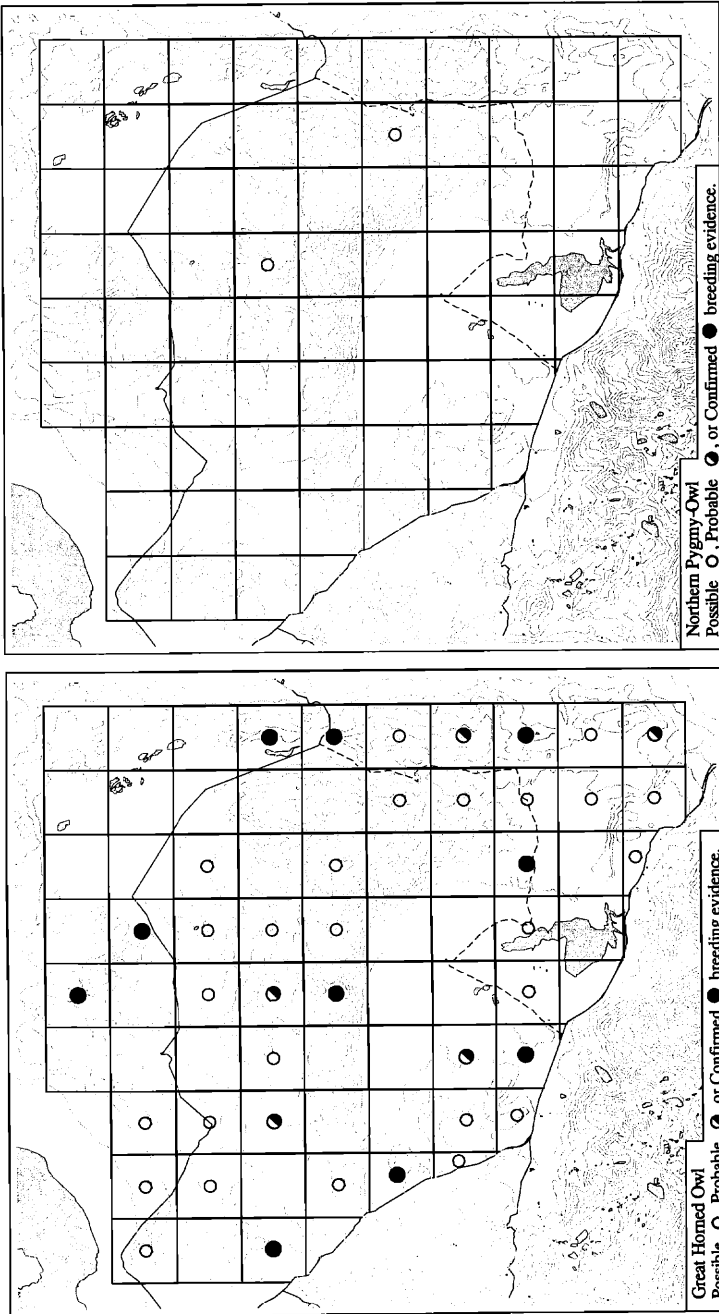 Northern Pygmy-Owl
Possible ○, Probable ◒, or Confirmed ● breeding evidence.
Great Horned Owl
Possible ○, Probable ◒, or Confirmed ● breeding evidence.